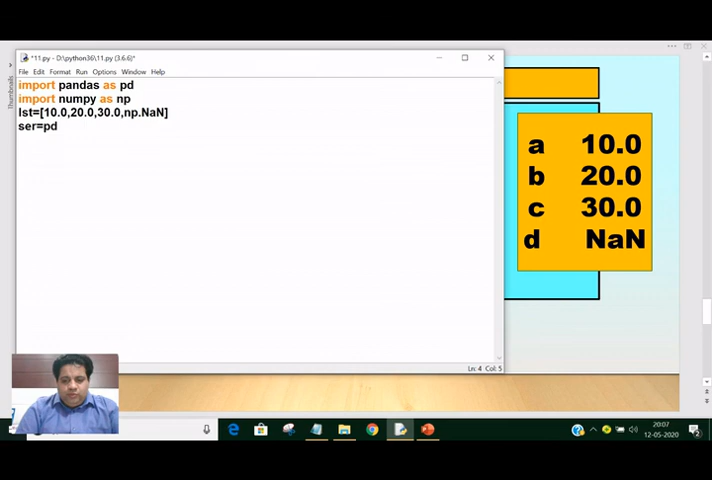 *11.py - D:\python36\11.py (3.6.6)*
File Edit Format Run Options Window Help
import pandas as pd
import numpy as np
lst=[10.0,20.0,30.0,np.NaN]
ser=pd
Ln: 4 Col: 5
a 10.0
b 20.0
c 30.0
d NaN
Thumbnails
20:07
12-05-2020